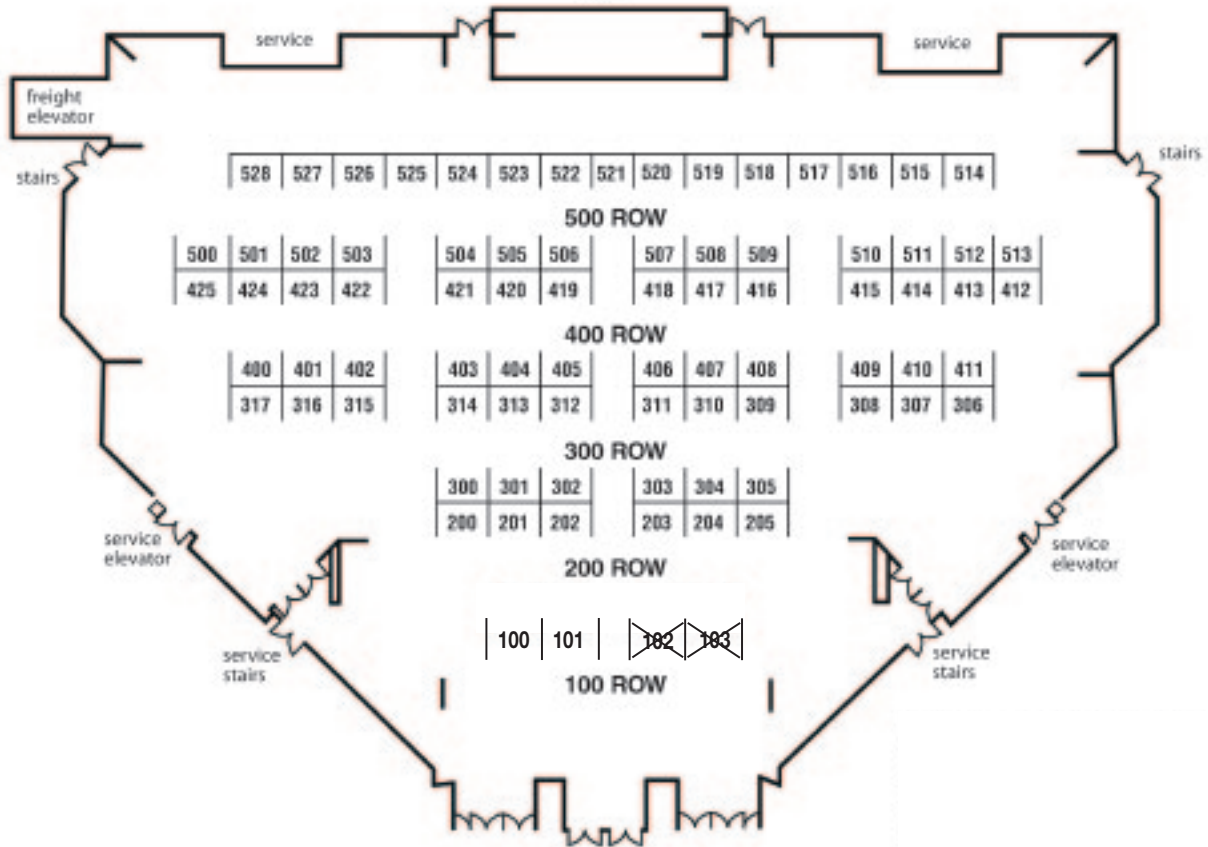 service
service
freight
elevator
stairs
stairs
528 527 526 525 524 523 522 521 520 519 518 517 516 515 514
500 ROW
500 501 502 503 504 505 506 507 508 509 510 511 512 513
425 424 423 422 421 420 419 418 417 416 415 414 413 412
400 ROW
400 401 402 403 404 405 406 407 408 409 410 411
317 316 315 314 313 312 311 310 309 308 307 306
300 ROW
300 301 302 303 304 305
200 201 202 203 204 205
service
elevator
service
elevator
200 ROW
100 101 102 103
service
stairs
service
stairs
100 ROW